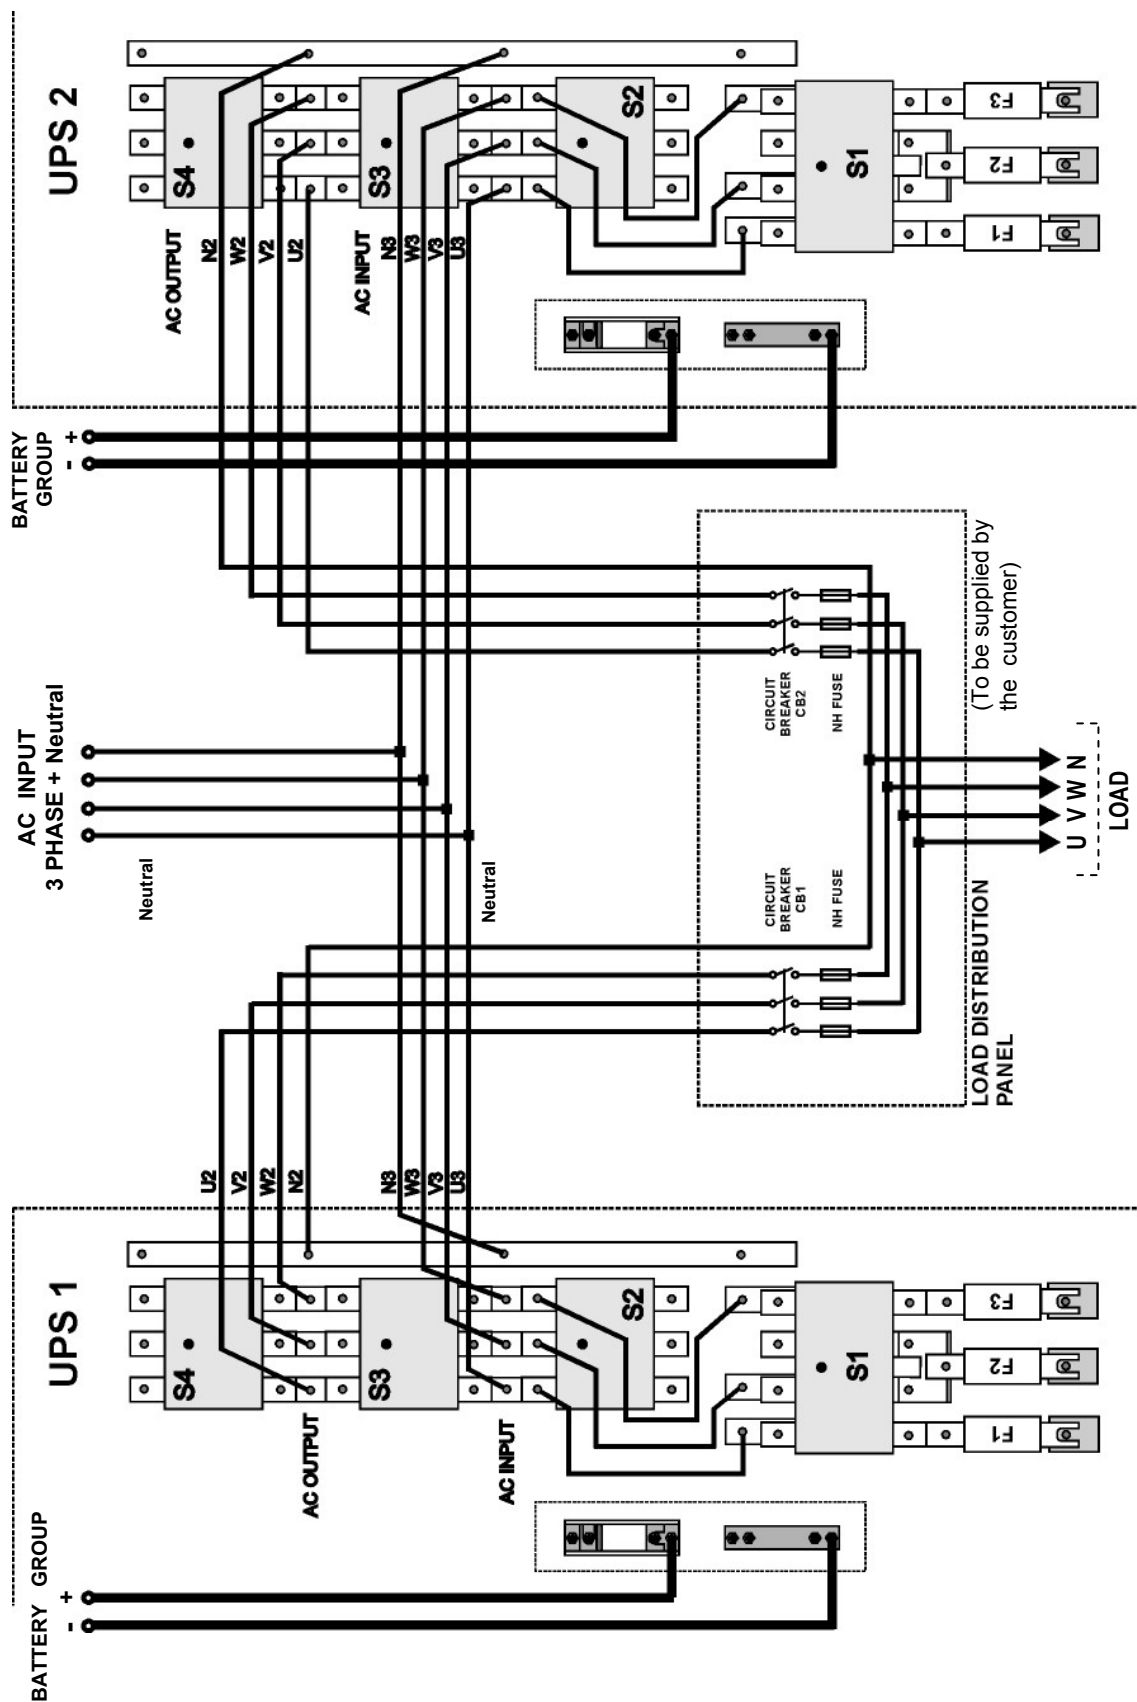 UPS 1
UPS 2
BATTERY GROUP
+
-
AC INPUT
3 PHASE + Neutral
Neutral
BATTERY
GROUP
+
-
S4
U2
V2
W2
N2
AC OUTPUT
S3
N3
W3
V3
U3
AC INPUT
S2
S1
F1
F2
F3
Neutral
AC OUTPUT
N2
W2
V2
U2
S4
AC INPUT
N3
W3
V3
U3
S3
S2
S1
F1
F2
F3
CIRCUIT
BREAKER
CB1
NH FUSE
CIRCUIT
BREAKER
CB2
NH FUSE
LOAD DISTRIBUTION
PANEL
(To be supplied by
the customer)
U V W N
LOAD